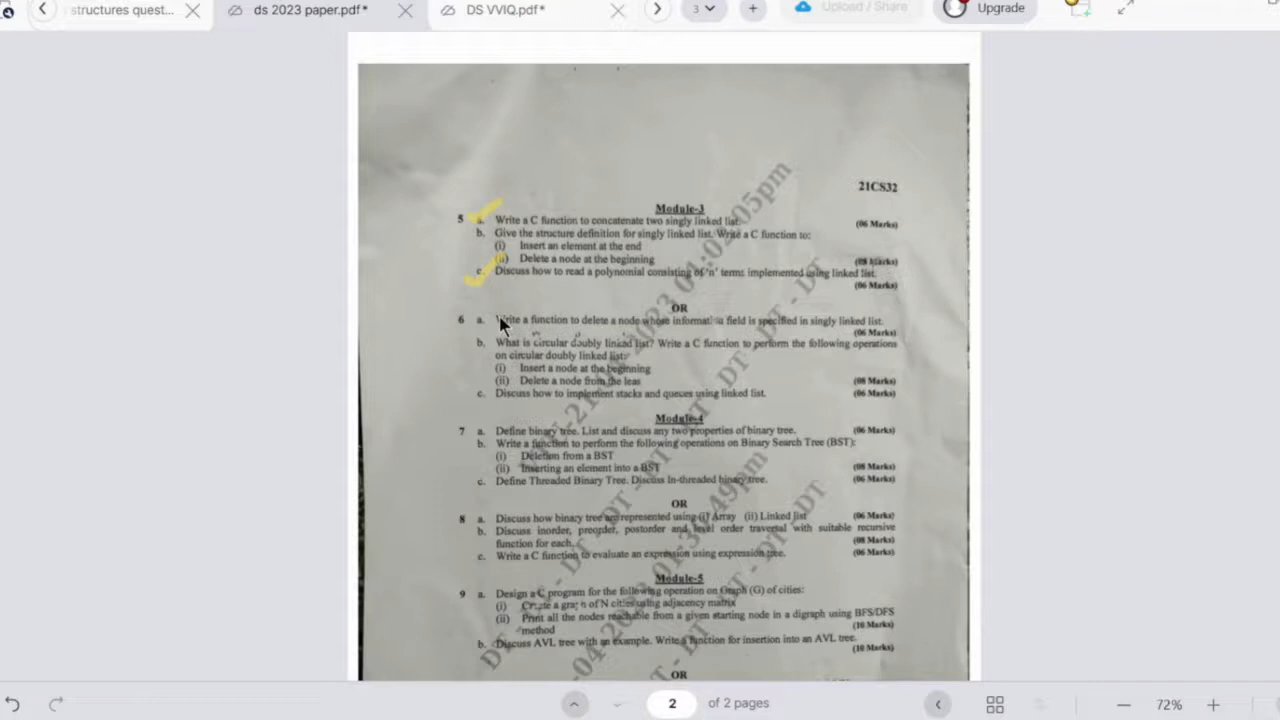 structures quest...
ds 2023 paper.pdf*
DS VVIQ.pdf*
3
Upload / Share
Upgrade
21CS32
Module-3
5 a. Write a C function to concatenate two singly linked list. (06 Marks)
b. Give the structure definition for singly linked list. Write a C function to:
(i) Insert an element at the end
(ii) Delete a node at the beginning (08 Marks)
c. Discuss how to read a polynomial consisting of 'n' terms implemented using linked list.
(06 Marks)
OR
6 a. Write a function to delete a node whose information field is specified in singly linked list.
(06 Marks)
b. What is circular doubly linked list? Write a C function to perform the following operations
on circular doubly linked list:
(i) Insert a node at the beginning
(ii) Delete a node from the leas (08 Marks)
c. Discuss how to implement stacks and queues using linked list. (06 Marks)
Module-4
7 a. Define binary tree. List and discuss any two properties of binary tree. (06 Marks)
b. Write a function to perform the following operations on Binary Search Tree (BST):
(i) Deletion from a BST
(ii) Inserting an element into a BST (08 Marks)
c. Define Threaded Binary Tree. Discuss In-threaded binary tree. (06 Marks)
OR
8 a. Discuss how binary tree are represented using (i) Array (ii) Linked list (06 Marks)
b. Discuss inorder, preorder, postorder and level order traversal with suitable recursive
function for each. (08 Marks)
c. Write a C function to evaluate an expression using expression tree. (06 Marks)
Module-5
9 a. Design a C program for the following operation on Graph (G) of cities:
(i) Create a graph of N cities using adjacency matrix
(ii) Print all the nodes reachable from a given starting node in a digraph using BFS/DFS
method (10 Marks)
b. Discuss AVL tree with an example. Write a function for insertion into an AVL tree.
(10 Marks)
OR
2 of 2 pages
72%